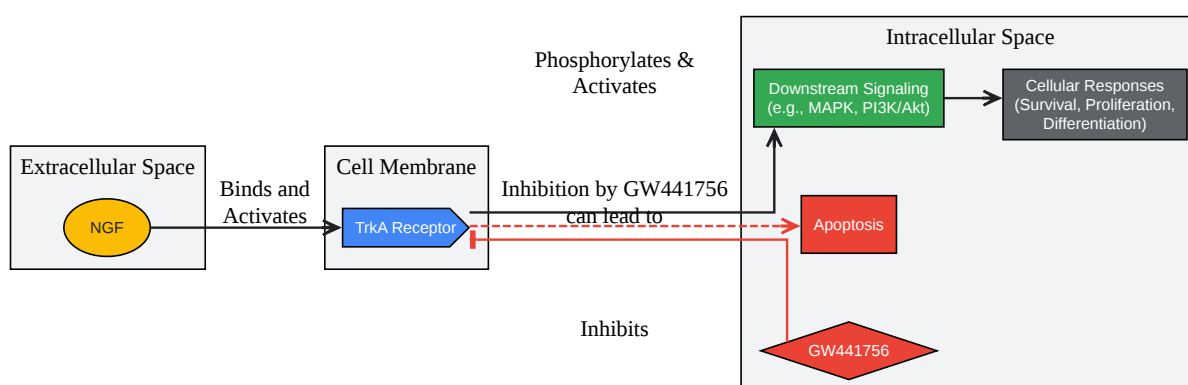 Intracellular Space
Phosphorylates &
Activates
Downstream Signaling
(e.g., MAPK, PI3K/Akt)
Cellular Responses
(Survival, Proliferation,
Differentiation)
Extracellular Space
Binds and
Activates
Cell Membrane
Inhibition by GW441756
can lead to
NGF
TrkA Receptor
Apoptosis
Inhibits
GW441756